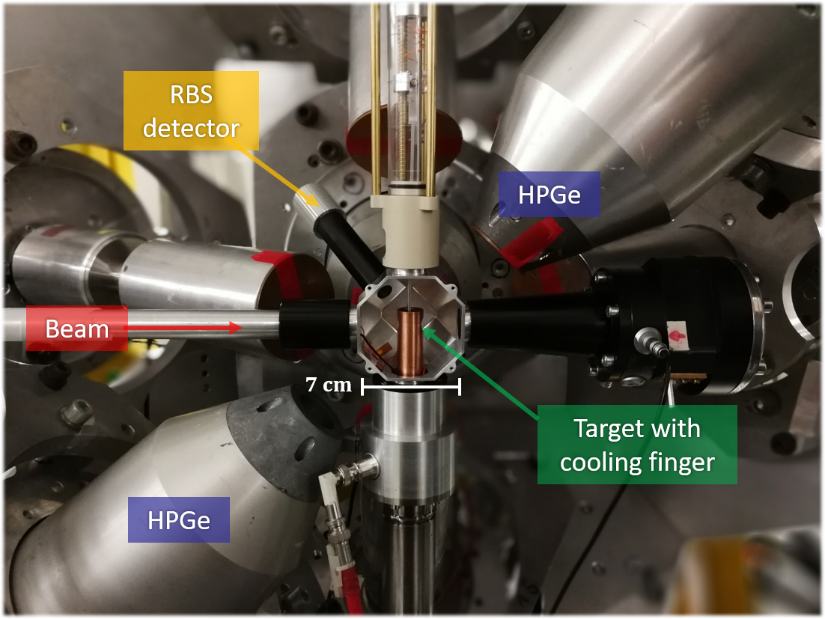 RBS
detector
HPGe
Beam
7 cm
Target with
cooling finger
HPGe